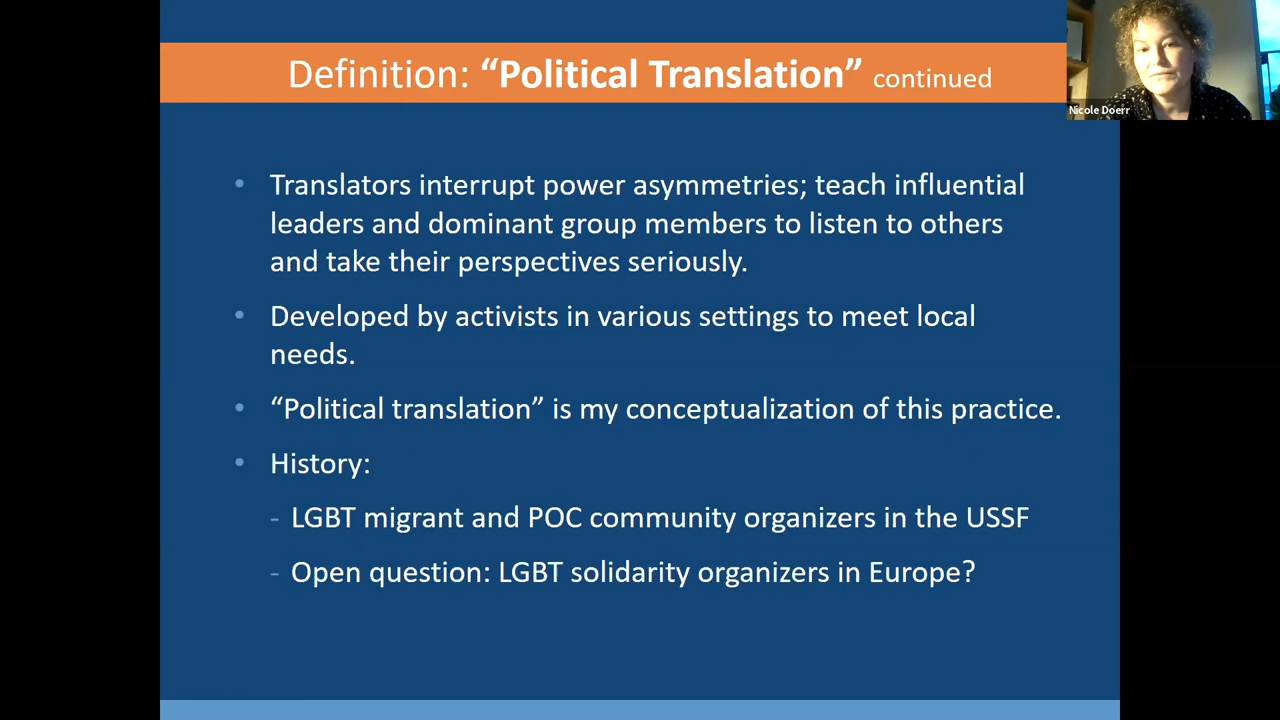 Definition: “Political Translation” continued
Nicole Doerr
• Translators interrupt power asymmetries; teach influential
leaders and dominant group members to listen to others
and take their perspectives seriously.
• Developed by activists in various settings to meet local
needs.
• “Political translation” is my conceptualization of this practice.
• History:
- LGBT migrant and POC community organizers in the USSF
- Open question: LGBT solidarity organizers in Europe?